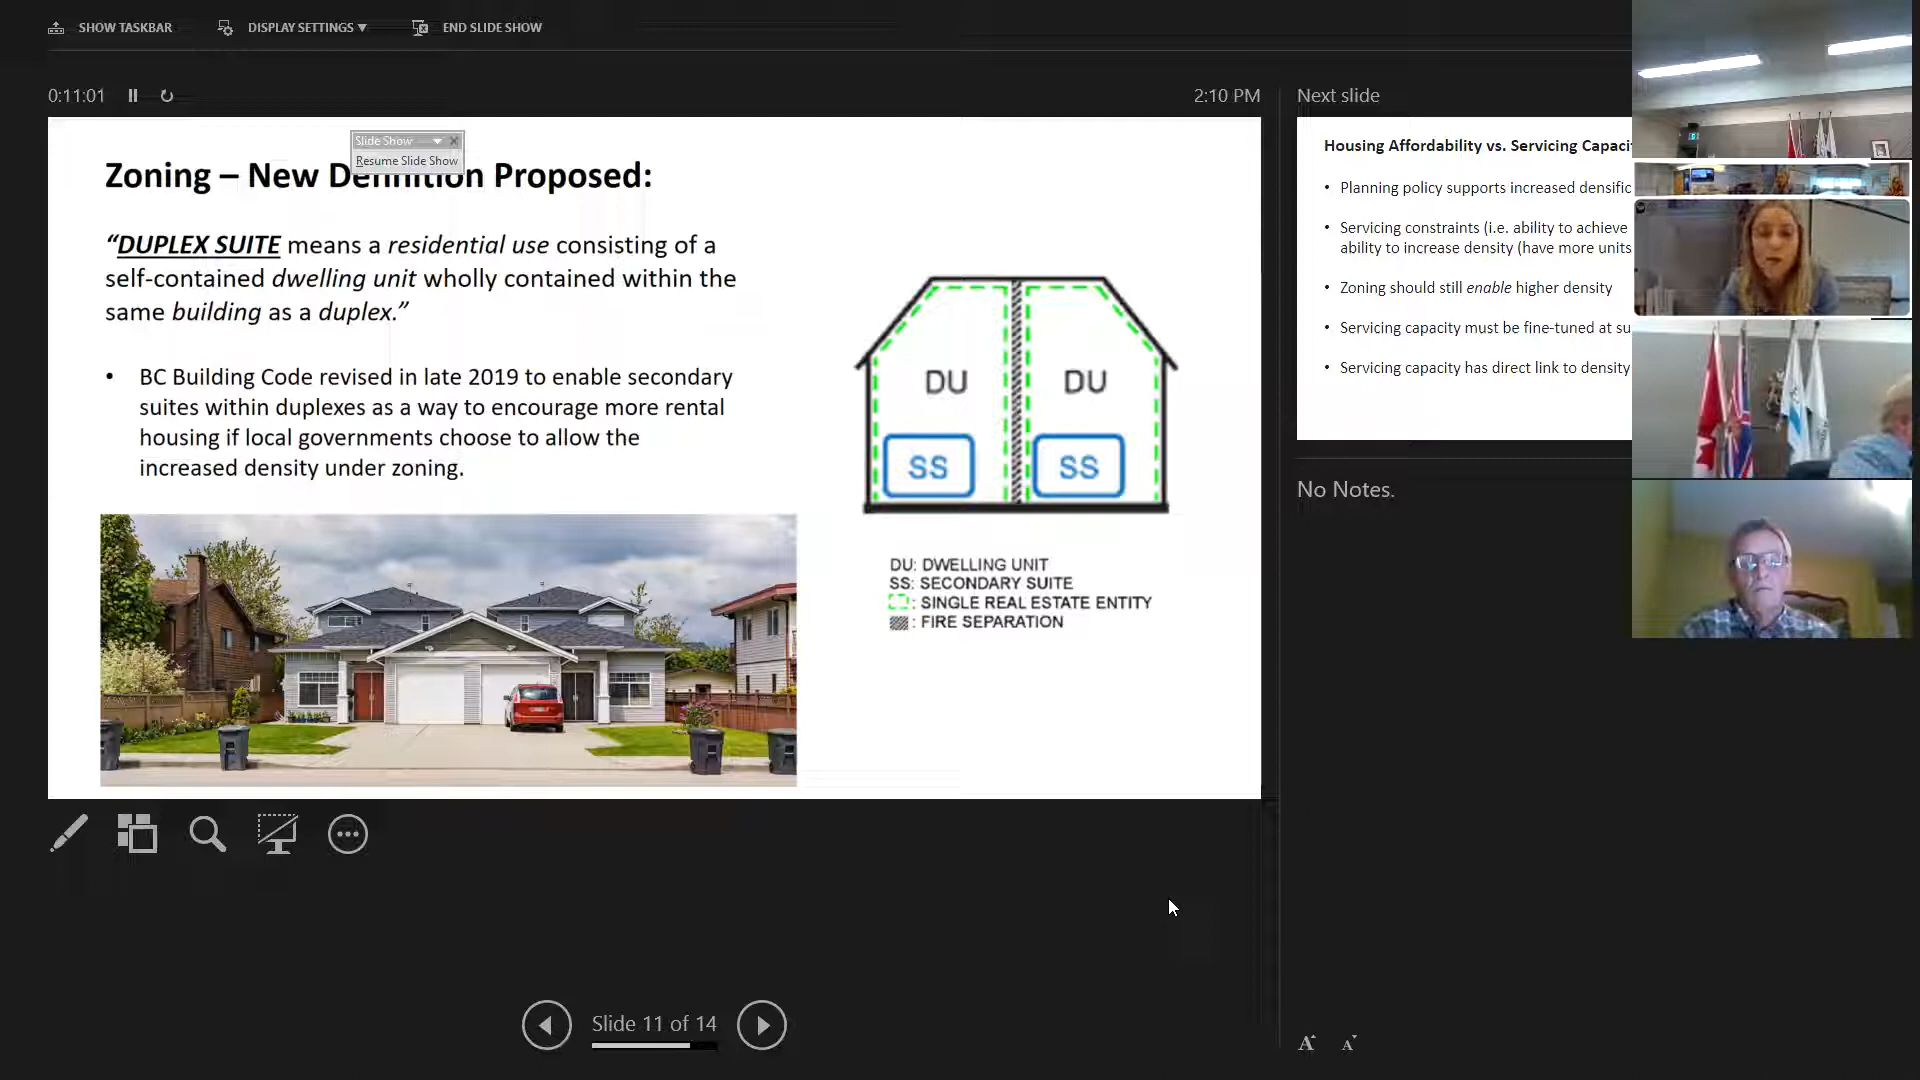 SHOW TASKBAR
DISPLAY SETTINGS
END SLIDE SHOW
0:11:01
2:10 PM
Next slide
Slide Show
Resume Slide Show
Zoning – New Definition Proposed:
“DUPLEX SUITE means a residential use consisting of a
self-contained dwelling unit wholly contained within the
same building as a duplex.”
• BC Building Code revised in late 2019 to enable secondary
suites within duplexes as a way to encourage more rental
housing if local governments choose to allow the
increased density under zoning.
DU DU
SS SS
DU: DWELLING UNIT
SS: SECONDARY SUITE
: SINGLE REAL ESTATE ENTITY
: FIRE SEPARATION
Housing Affordability vs. Servicing Capaci
• Planning policy supports increased densific
• Servicing constraints (i.e. ability to achieve
ability to increase density (have more units
• Zoning should still enable higher density
• Servicing capacity must be fine-tuned at su
• Servicing capacity has direct link to density
No Notes.
Slide 11 of 14
A A